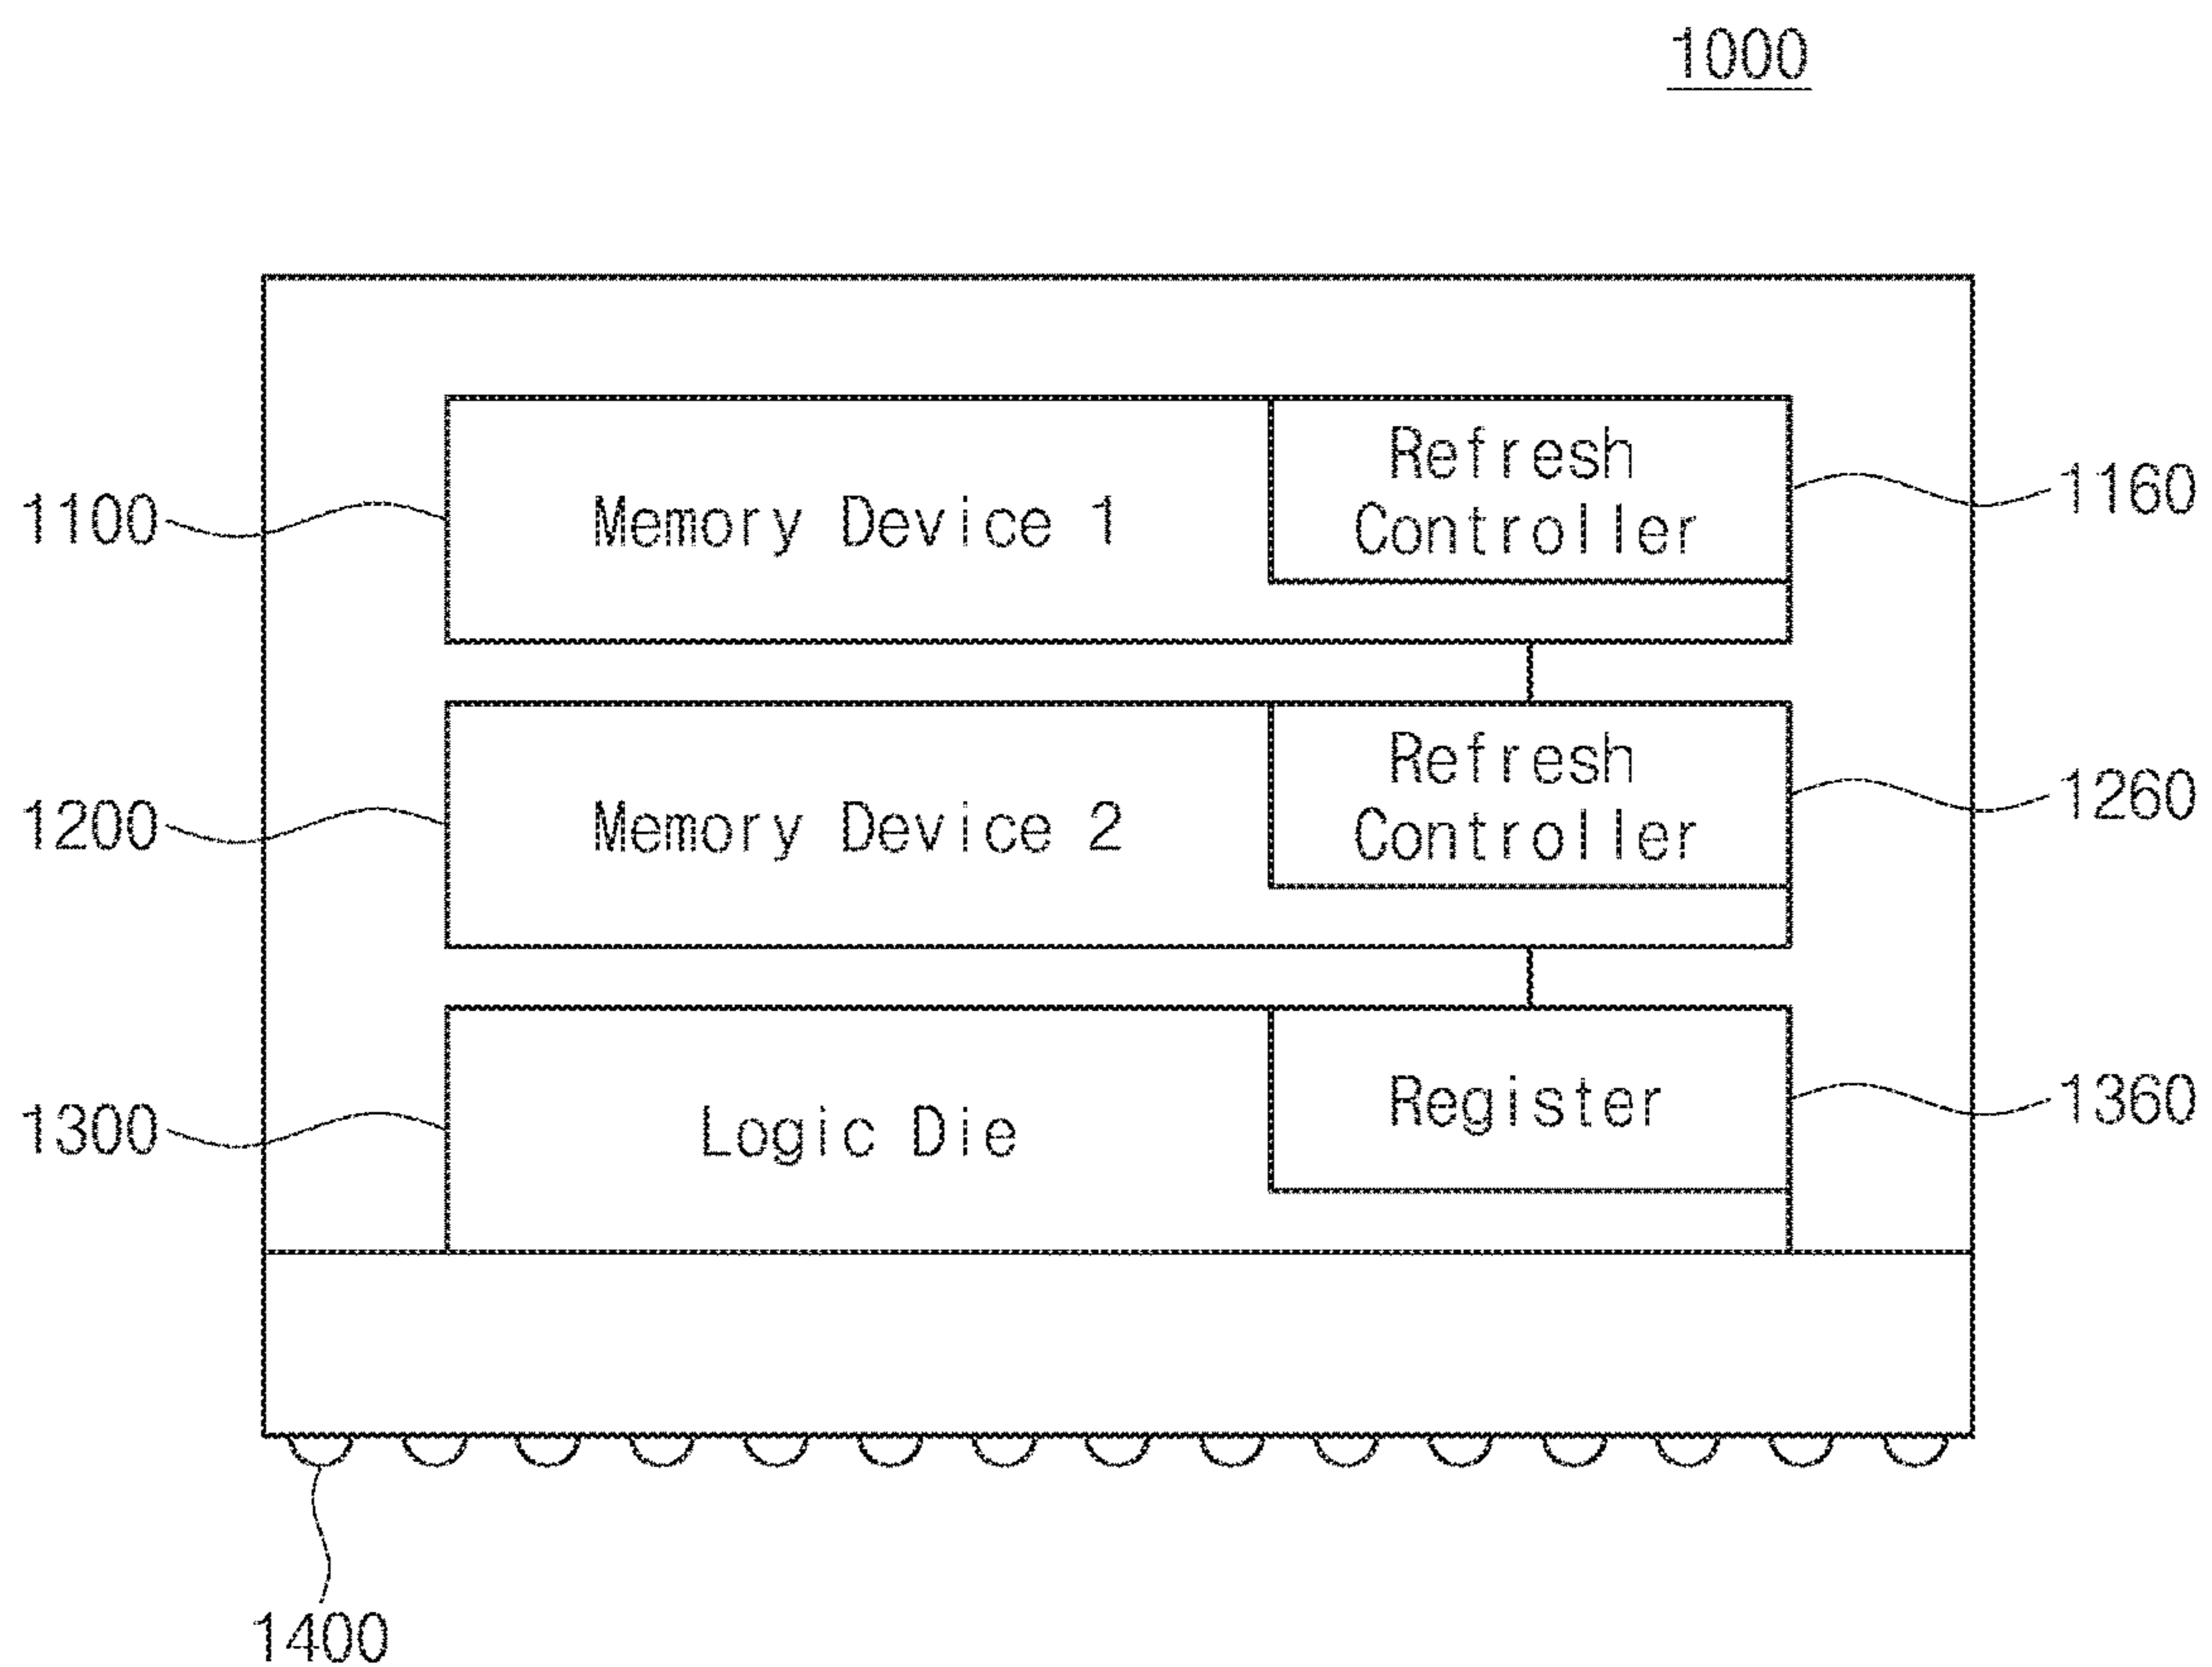 1000
Refresh
Controller
1160
1100
Memory Device 1
Refresh
Controller
1260
1200
Memory Device 2
Register
1360
1300
Logic Die
1400